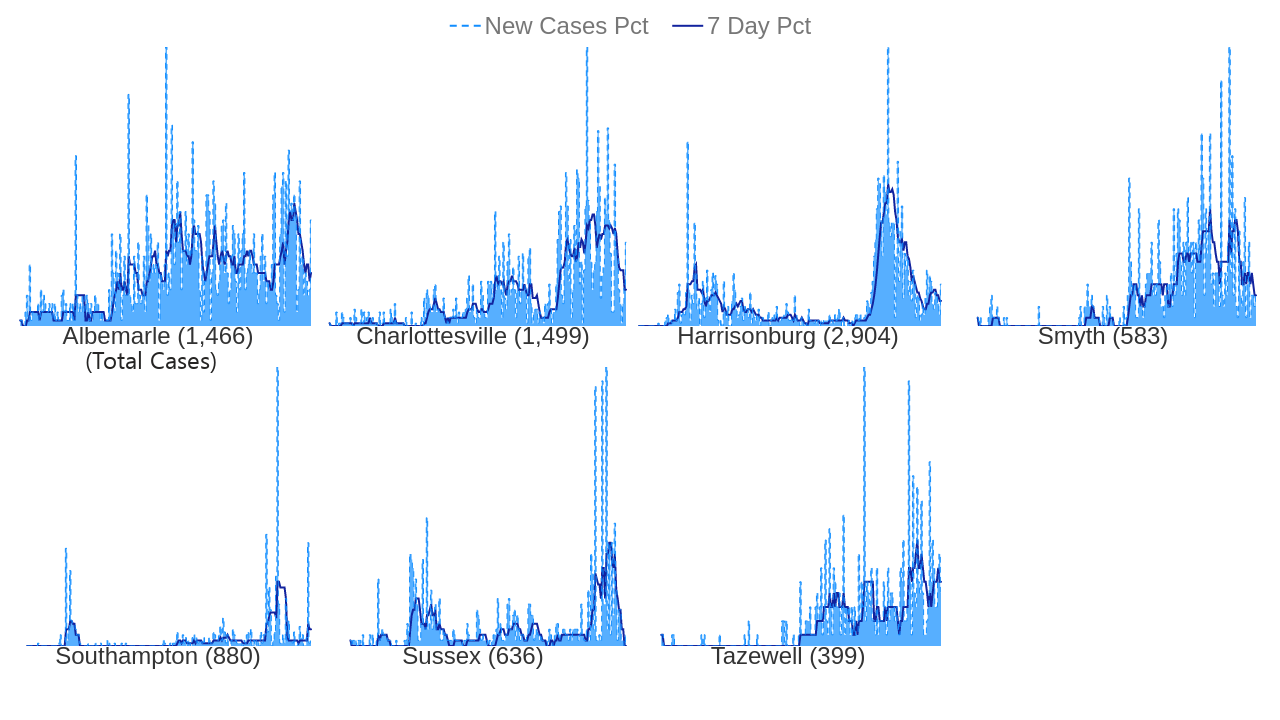 New Cases Pct 7 Day Pct
Albemarle (1,466)
(Total Cases)
Charlottesville (1,499)
Harrisonburg (2,904)
Smyth (583)
Southampton (880)
Sussex (636)
Tazewell (399)